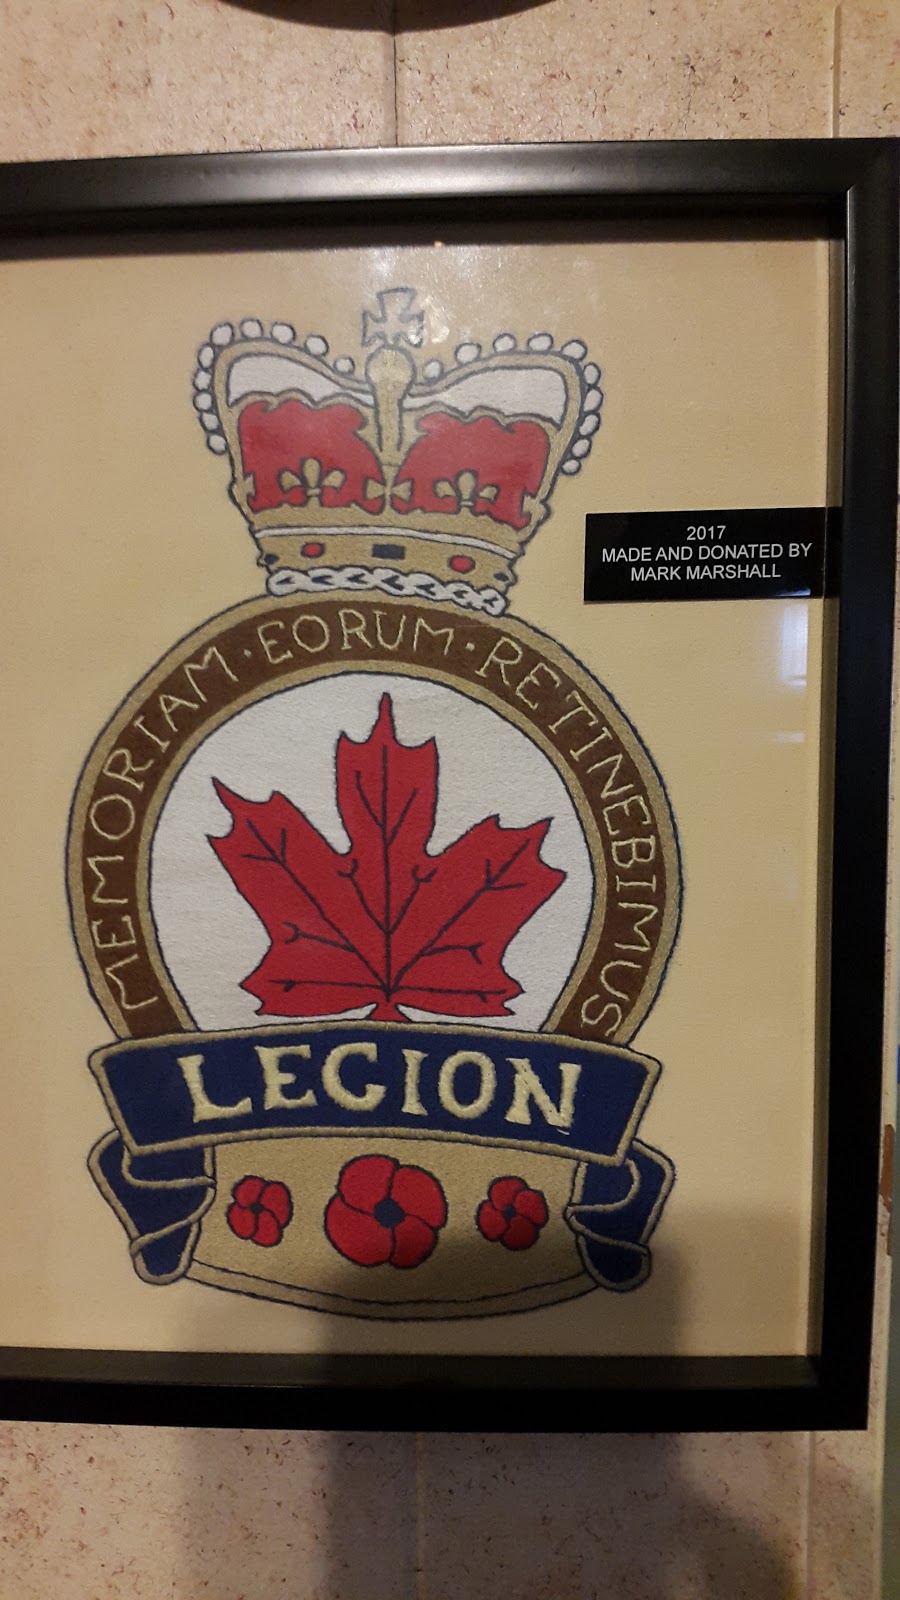 MEMORIAM · EORUM · RETINEBIMUS
LEGION
2017
MADE AND DONATED BY
MARK MARSHALL